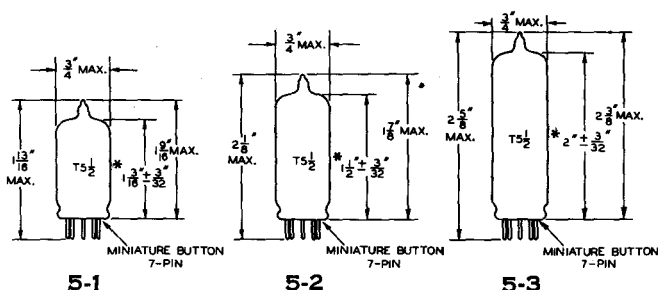 3/4" MAX.
1 13/16" MAX.
T5 1/2
*
1 3/16" ± 3/32"
1 9/16" MAX.
MINIATURE BUTTON
7-PIN
5-1
3/4" MAX.
2 1/8" MAX.
T5 1/2
*
1 1/2" ± 3/32"
1 7/8" MAX.
MINIATURE BUTTON
7-PIN
5-2
3/4" MAX.
2 5/8" MAX.
T5 1/2
*
2" ± 3/32"
2 3/8" MAX.
MINIATURE BUTTON
7-PIN
5-3